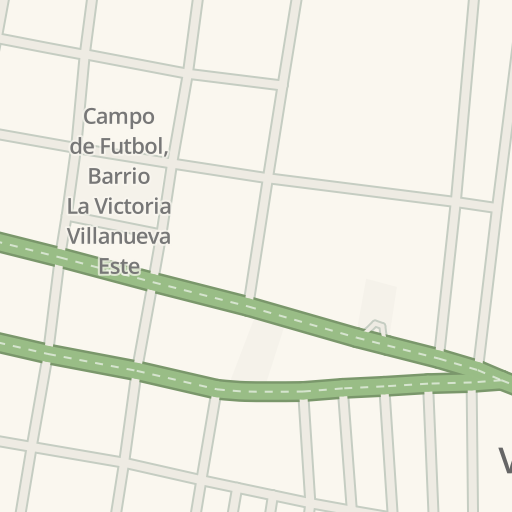 Campo
de Futbol,
Barrio
La Victoria
Villanueva
Este
V